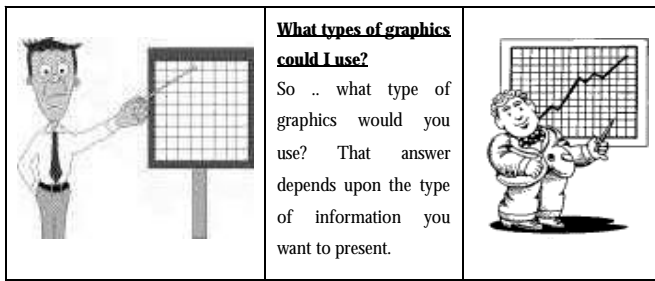 What types of graphics
could I use?
So .. what type of
graphics would you
use? That answer
depends upon the type
of information you
want to present.